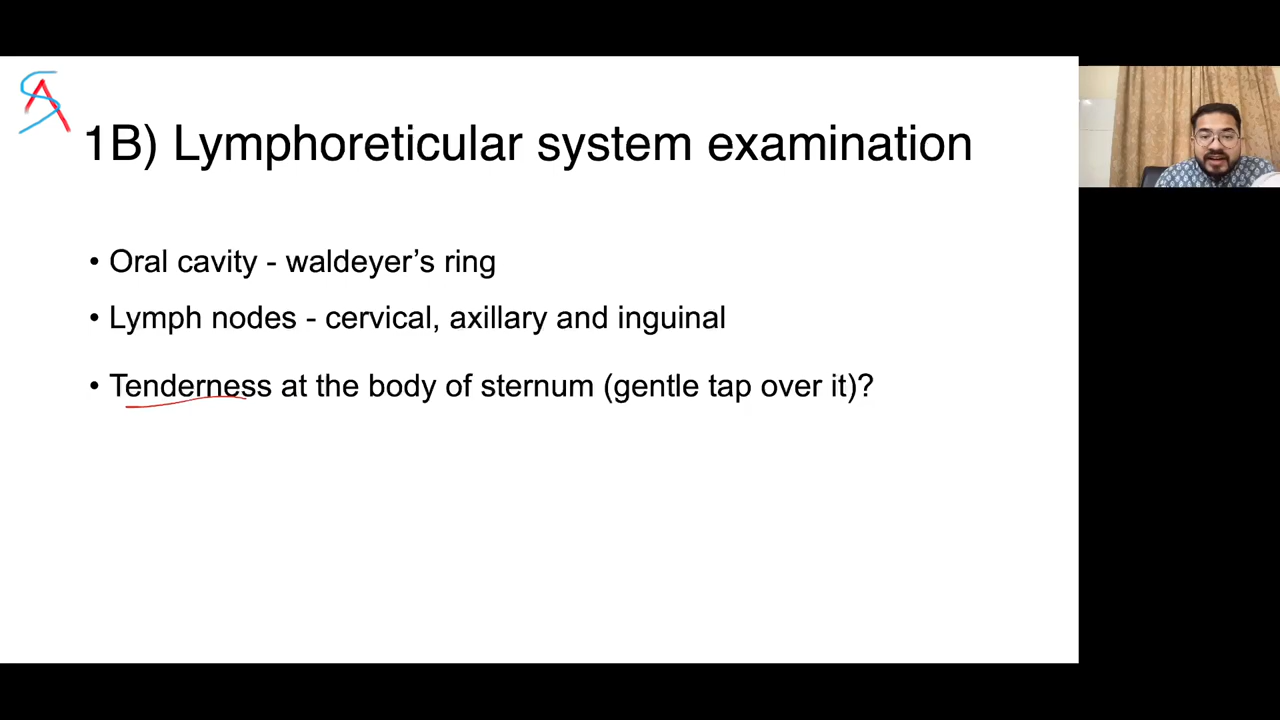 SA
1B) Lymphoreticular system examination
• Oral cavity - waldeyer's ring
• Lymph nodes - cervical, axillary and inguinal
• Tenderness at the body of sternum (gentle tap over it)?